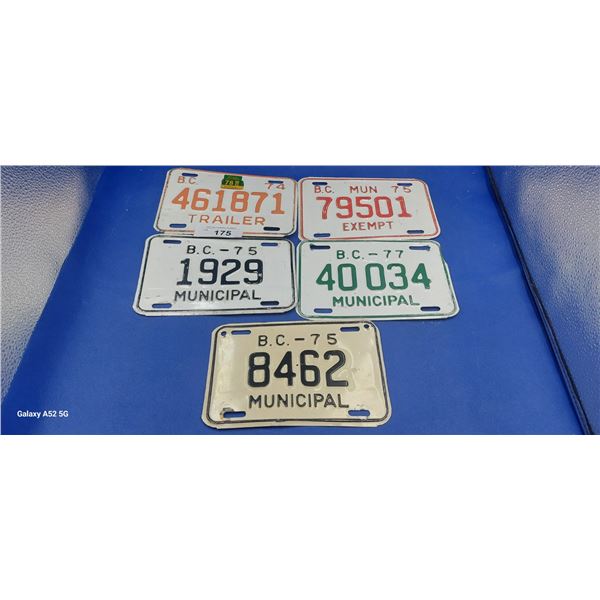 B.C. 78 74
461871
TRAILER
175
B.C. MUN 75
79501
EXEMPT
B.C. - 75
1929
MUNICIPAL
B.C. - 77
40 034
MUNICIPAL
B.C. - 75
8462
MUNICIPAL
Galaxy A52 5G